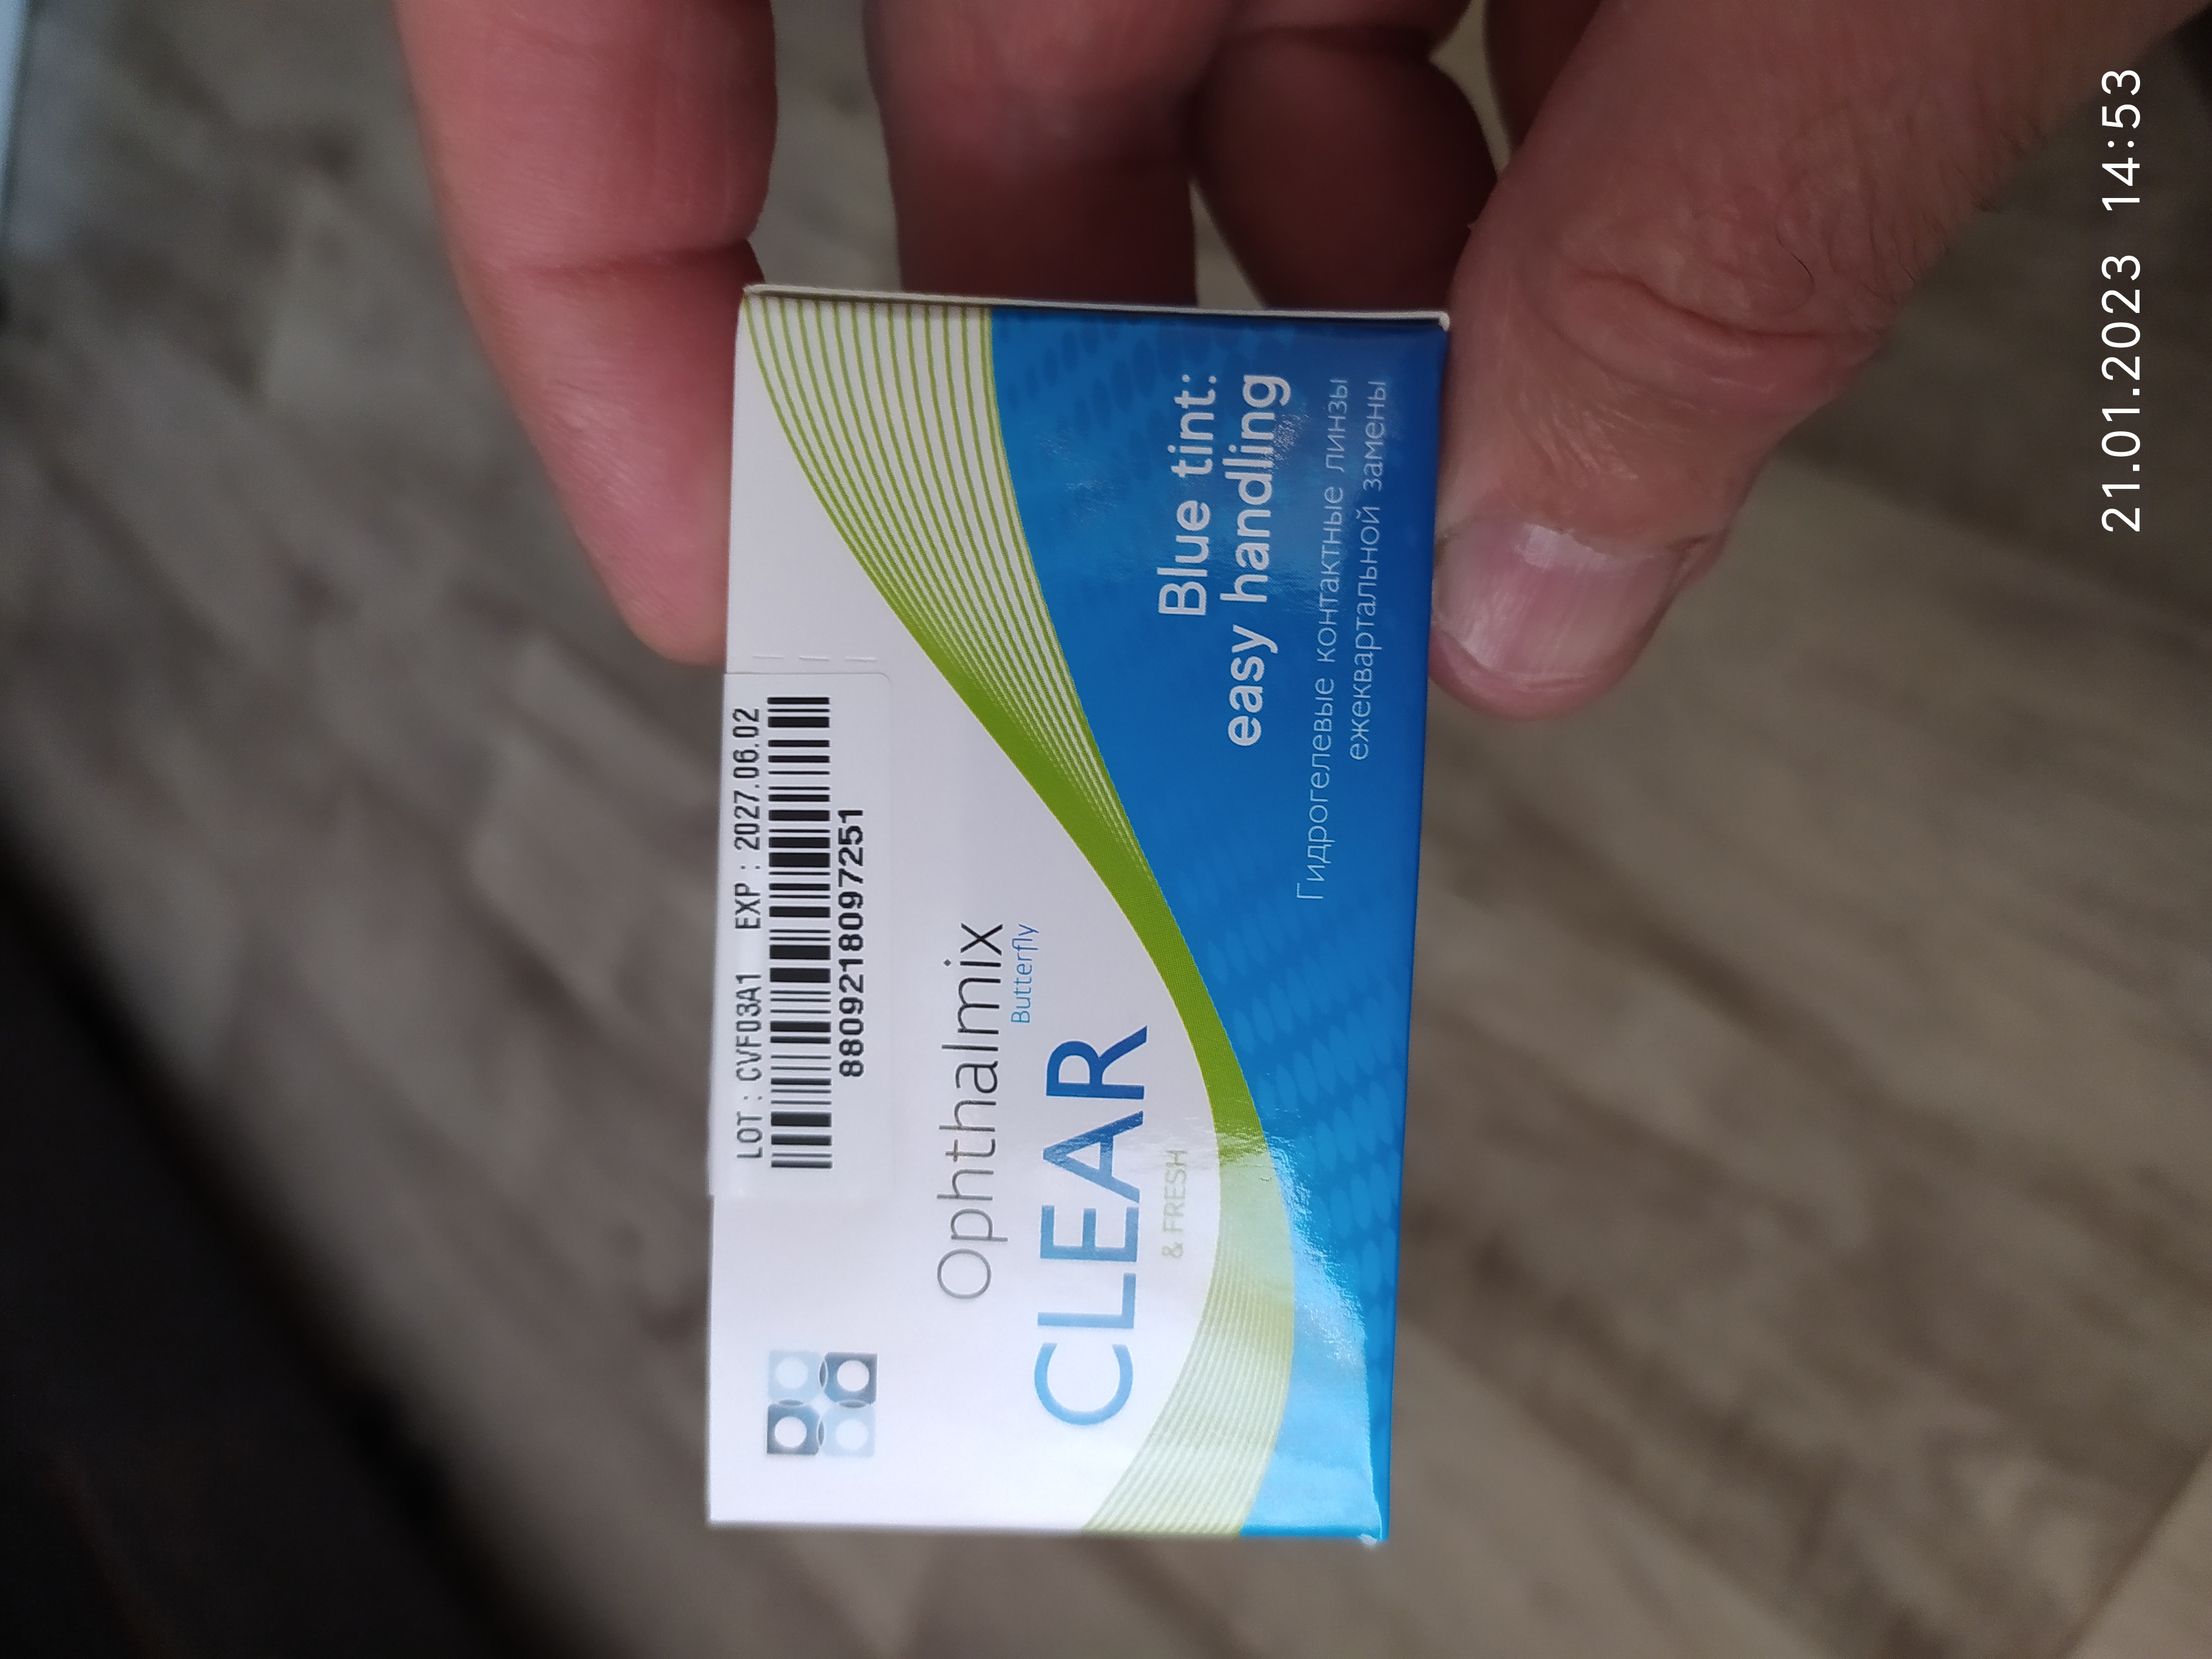 LOT: CVF03A1 EXP: 2027.06.02
8809218097251
Ophthalmix
Butterfly
CLEAR
& FRESH
Blue tint:
easy handling
Гидрогелевые контактные линзы
ежеквартальной замены
21.01.2023 14:53